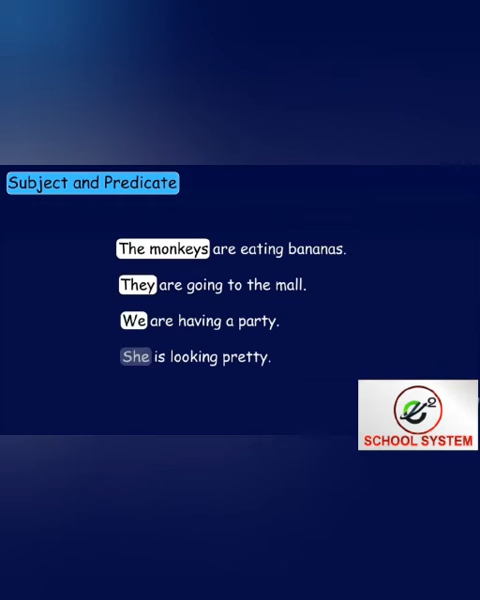 Subject and Predicate
The monkeys are eating bananas.
They are going to the mall.
We are having a party.
She is looking pretty.
SCHOOL SYSTEM